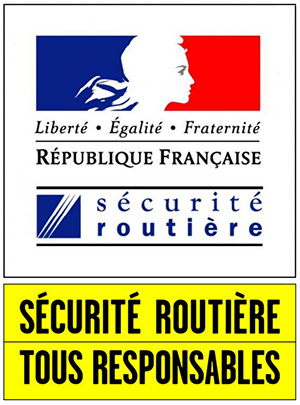 Liberté • Égalité • Fraternité
RÉPUBLIQUE FRANÇAISE
sécurité
routière
SÉCURITÉ ROUTIÈRE
TOUS RESPONSABLES